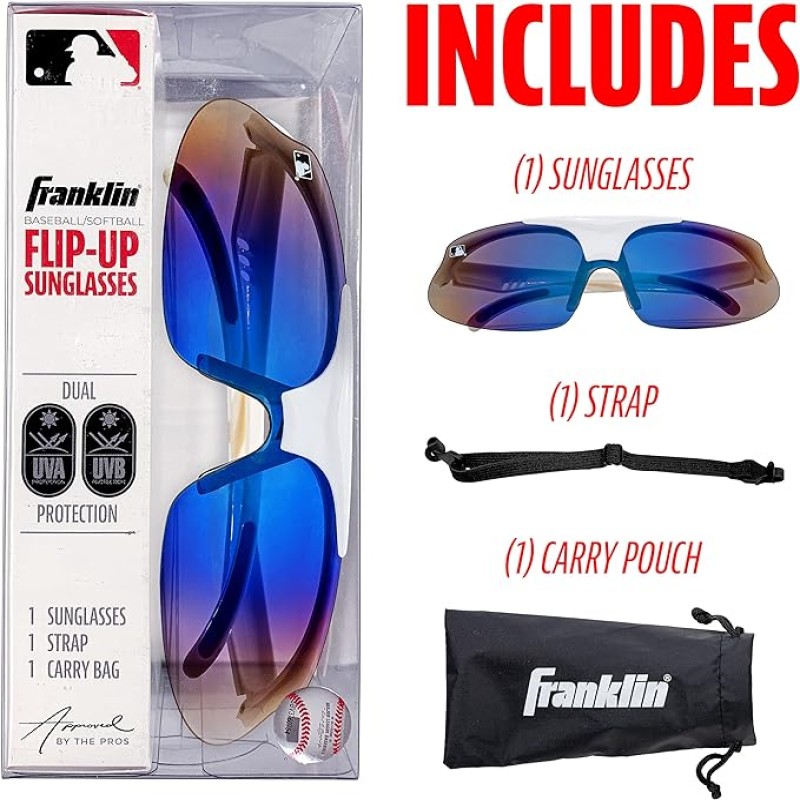 Franklin®
BASEBALL/SOFTBALL
FLIP-UP
SUNGLASSES
DUAL
UVA
UVB
PROTECTION
1 SUNGLASSES
1 STRAP
1 CARRY BAG
Approved
BY THE PROS
INCLUDES
(1) SUNGLASSES
(1) STRAP
(1) CARRY POUCH
Franklin®